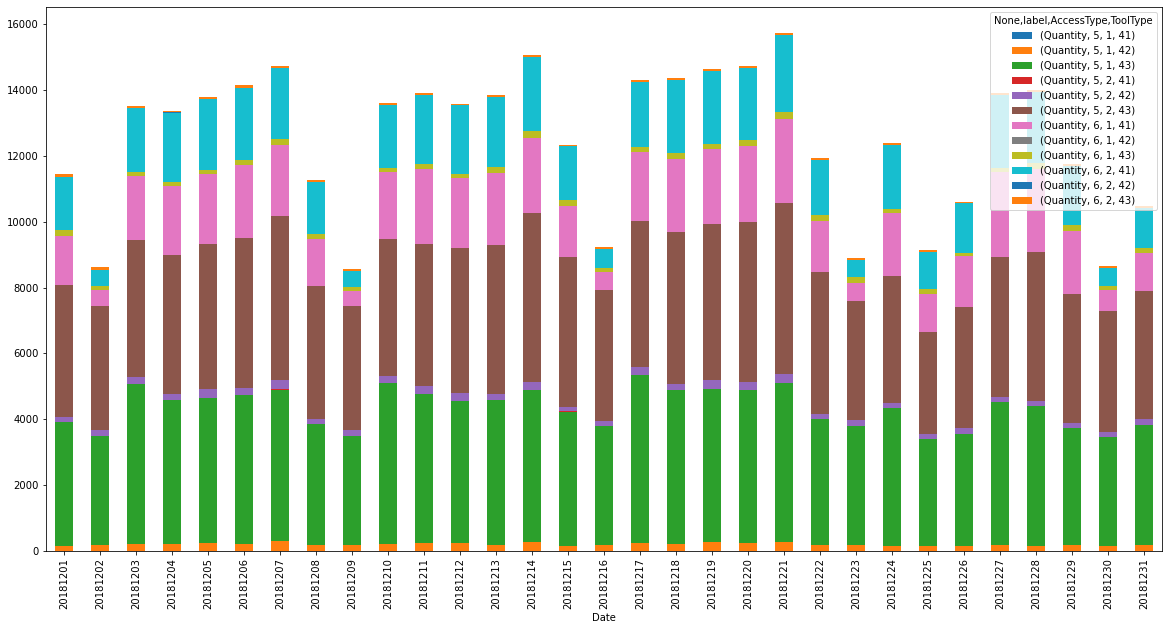 None,label,AccessType,ToolType
(Quantity, 5, 1, 41)
(Quantity, 5, 1, 42)
(Quantity, 5, 1, 43)
(Quantity, 5, 2, 41)
(Quantity, 5, 2, 42)
(Quantity, 5, 2, 43)
(Quantity, 6, 1, 41)
(Quantity, 6, 1, 42)
(Quantity, 6, 1, 43)
(Quantity, 6, 2, 41)
(Quantity, 6, 2, 42)
(Quantity, 6, 2, 43)
16000
14000
12000
10000
8000
6000
4000
2000
0
20181201
20181202
20181203
20181204
20181205
20181206
20181207
20181208
20181209
20181210
20181211
20181212
20181213
20181214
20181215
20181216
20181217
20181218
20181219
20181220
20181221
20181222
20181223
20181224
20181225
20181226
20181227
20181228
20181229
20181230
20181231
Date